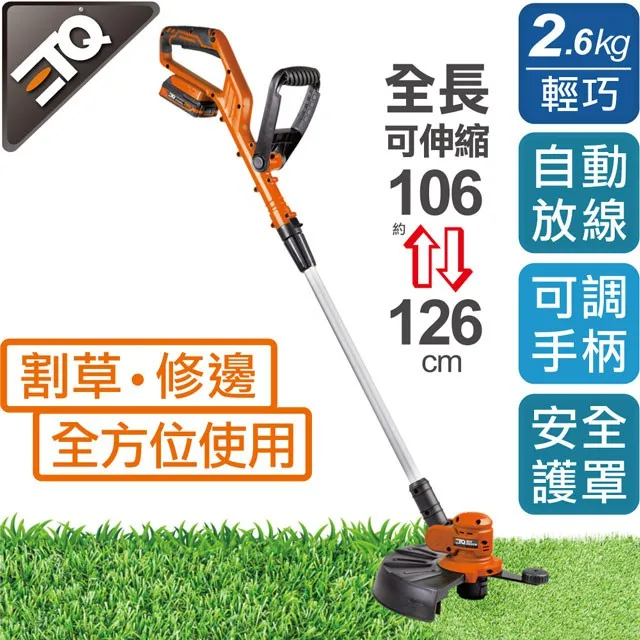 ETQ
2.6kg
輕巧
全長
可伸縮
106
約
126
cm
自動
放線
可調
手柄
安全
護罩
割草•修邊
全方位使用